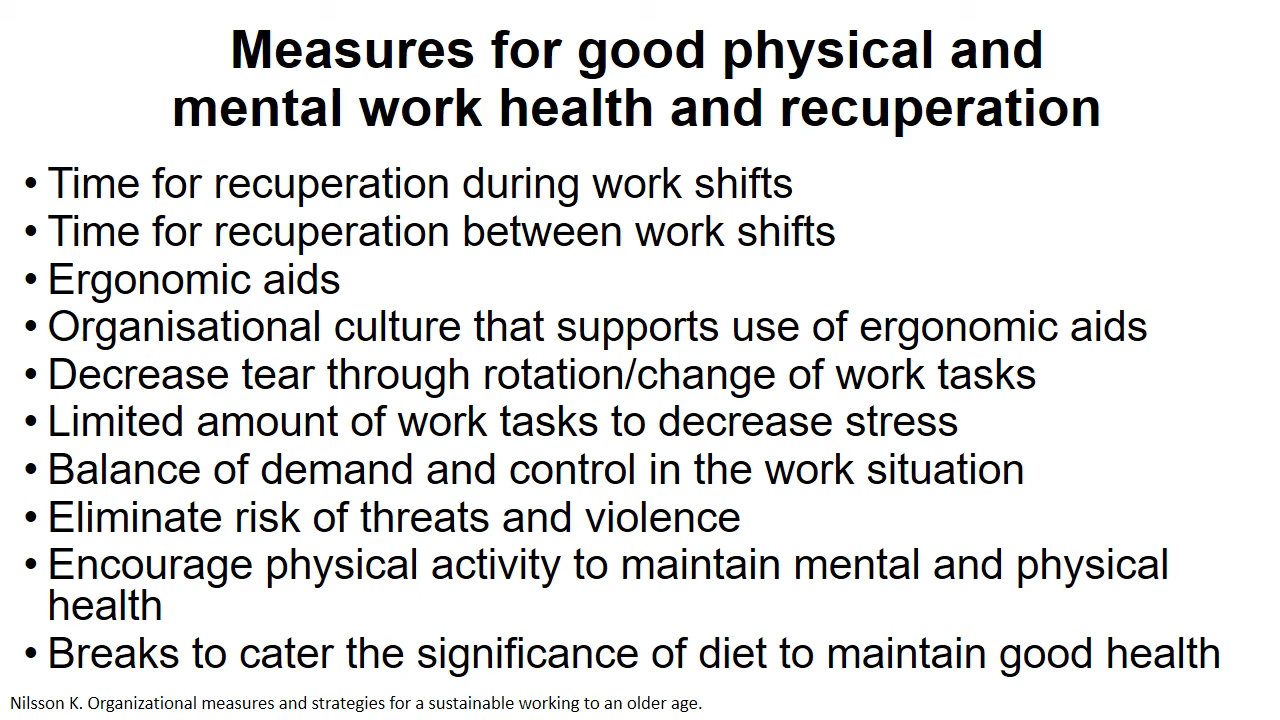 Measures for good physical and
mental work health and recuperation
• Time for recuperation during work shifts
• Time for recuperation between work shifts
• Ergonomic aids
• Organisational culture that supports use of ergonomic aids
• Decrease tear through rotation/change of work tasks
• Limited amount of work tasks to decrease stress
• Balance of demand and control in the work situation
• Eliminate risk of threats and violence
• Encourage physical activity to maintain mental and physical
health
• Breaks to cater the significance of diet to maintain good health
Nilsson K. Organizational measures and strategies for a sustainable working to an older age.